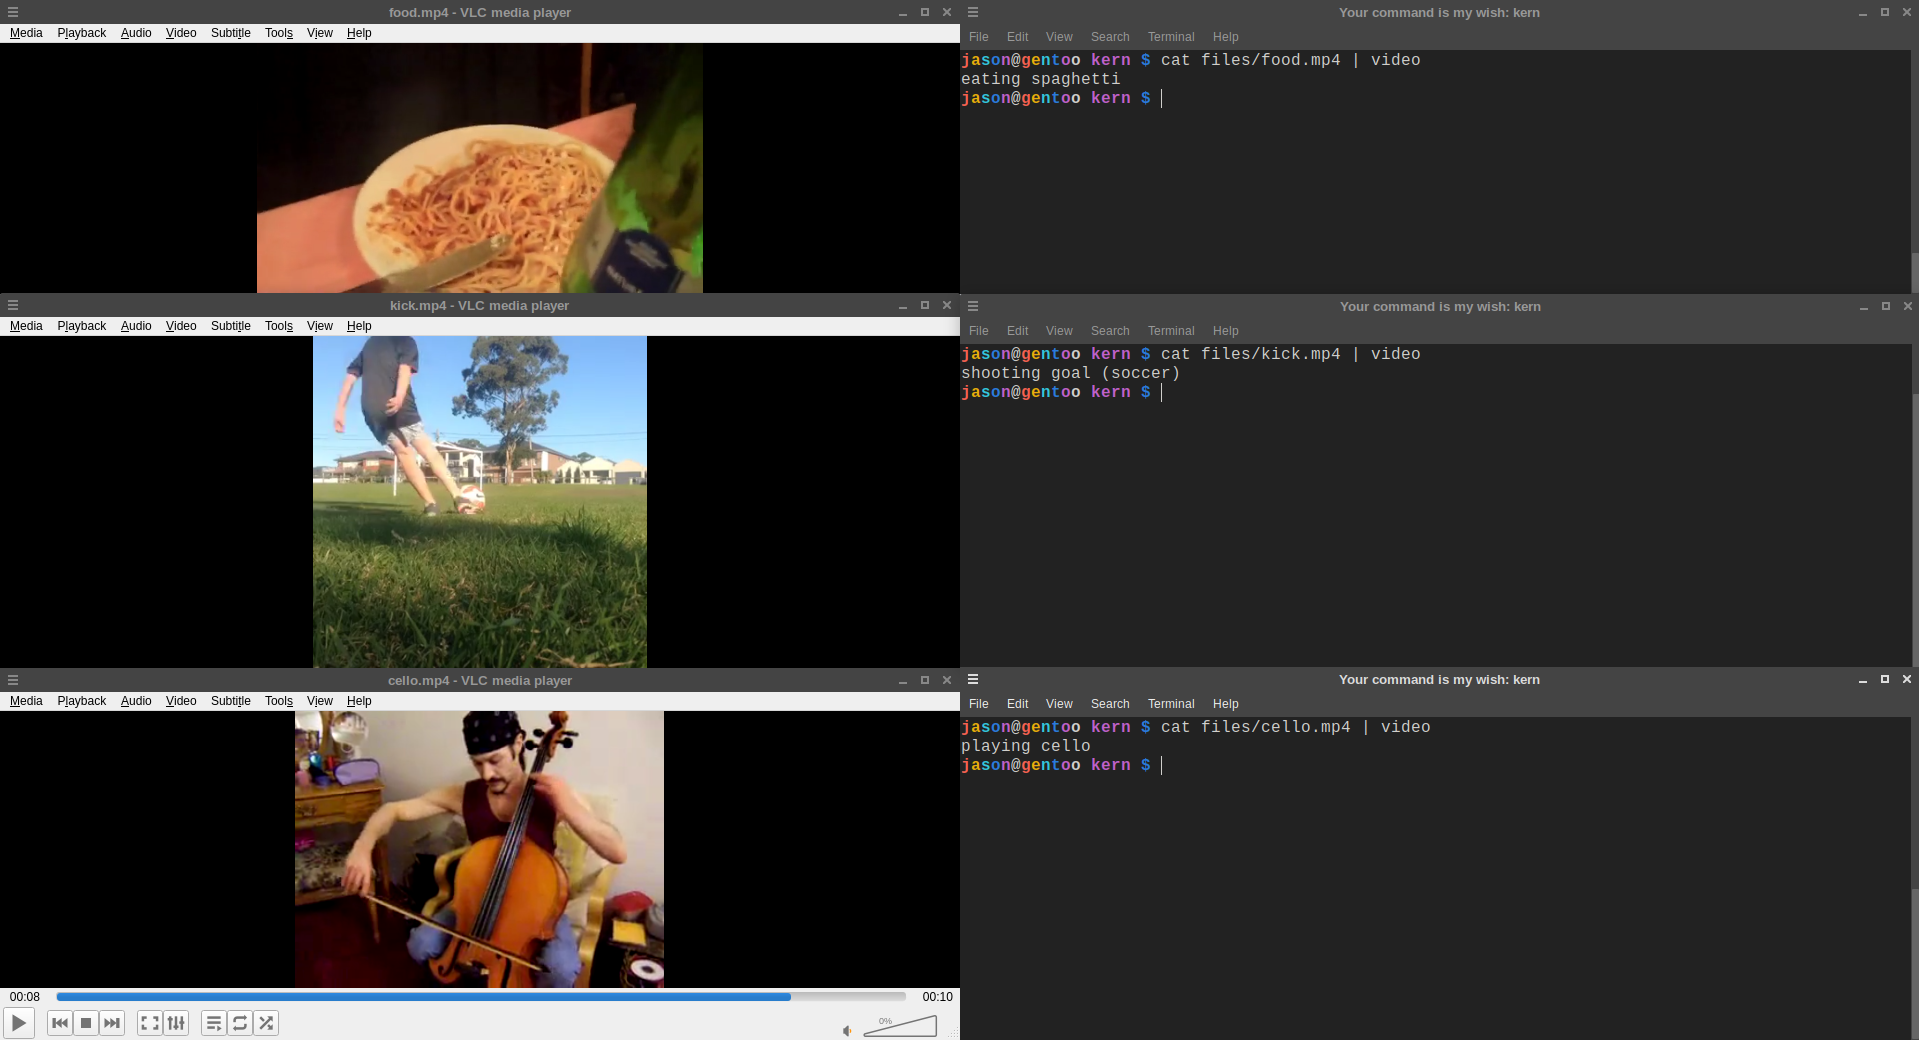 food.mp4 - VLC media player
Media Playback Audio Video Subtitle Tools View Help
Your command is my wish: kern
File Edit View Search Terminal Help
jason@gentoo kern $ cat files/food.mp4 | video
eating spaghetti
jason@gentoo kern $
kick.mp4 - VLC media player
Media Playback Audio Video Subtitle Tools View Help
Your command is my wish: kern
File Edit View Search Terminal Help
jason@gentoo kern $ cat files/kick.mp4 | video
shooting goal (soccer)
jason@gentoo kern $
cello.mp4 - VLC media player
Media Playback Audio Video Subtitle Tools View Help
00:08
00:10
0%
Your command is my wish: kern
File Edit View Search Terminal Help
jason@gentoo kern $ cat files/cello.mp4 | video
playing cello
jason@gentoo kern $